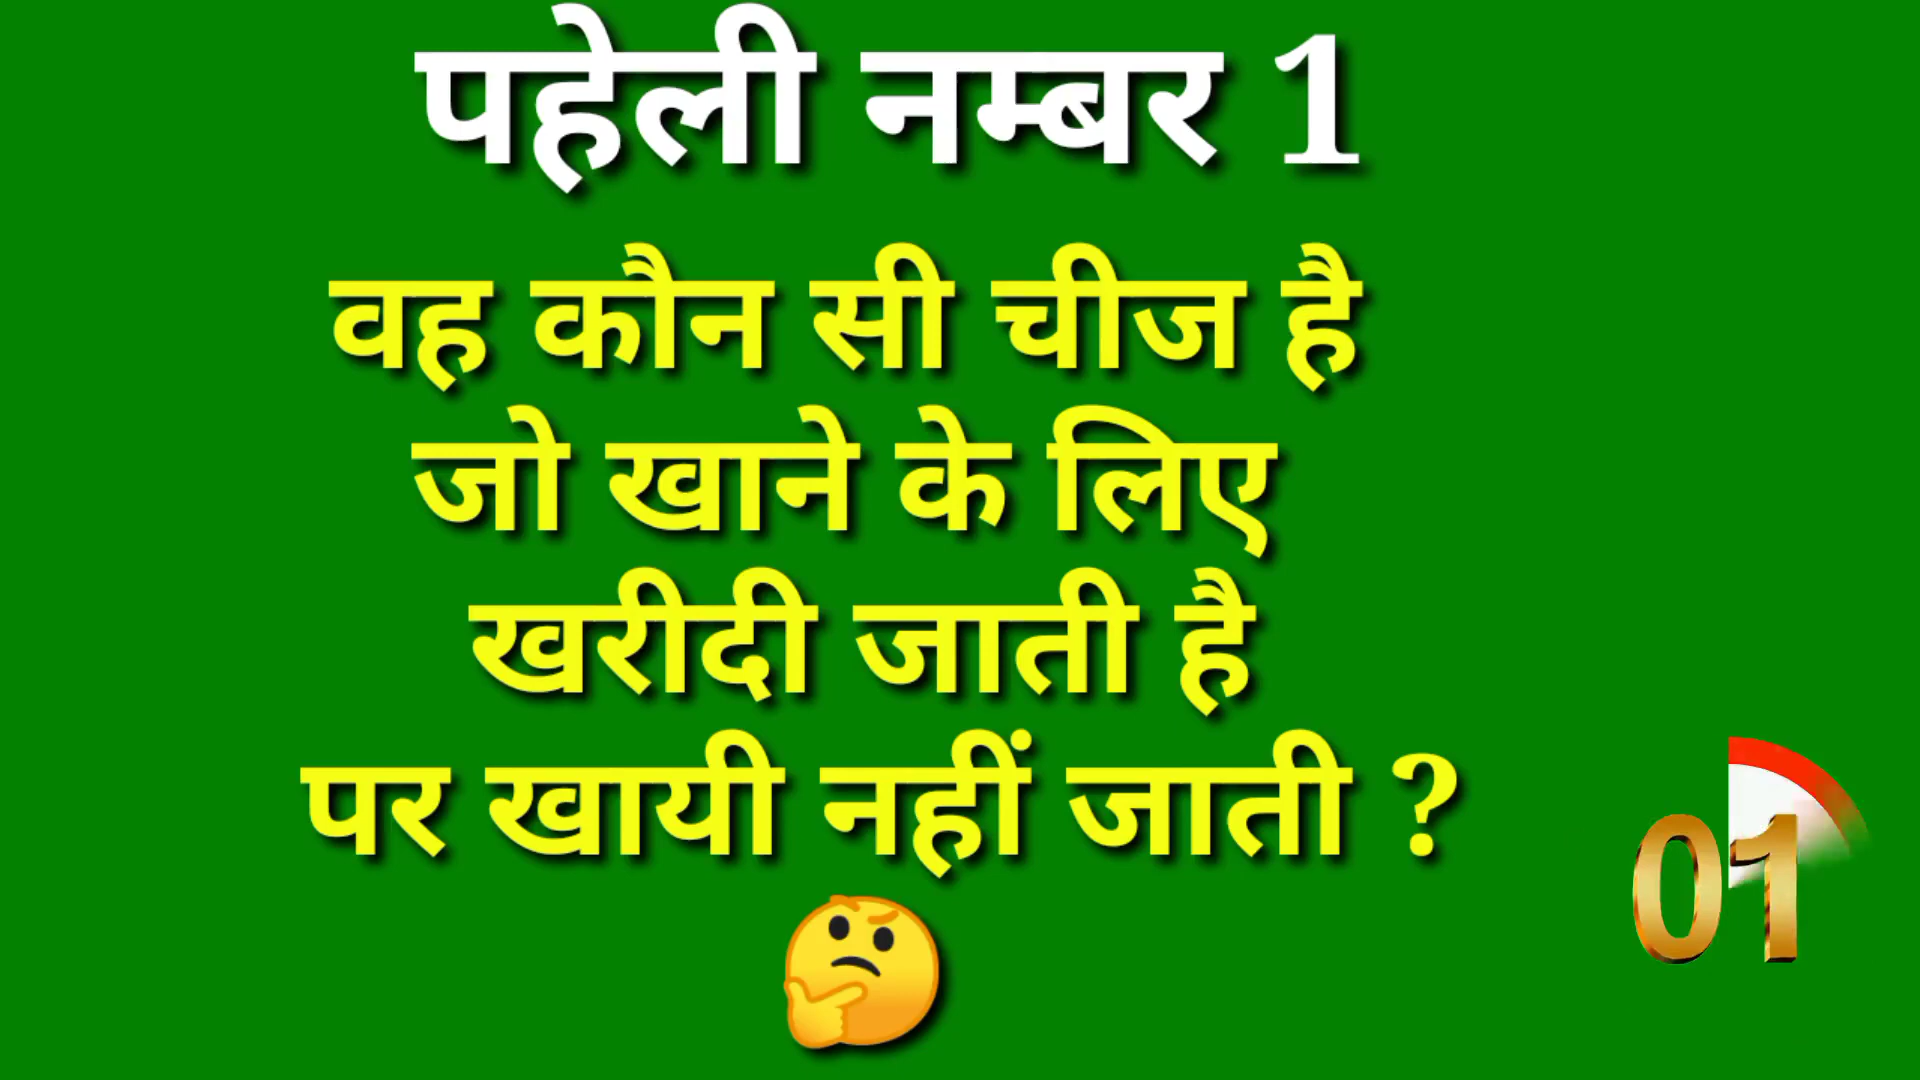 पहेली नम्बर 1
वह कौन सी चीज है
जो खाने के लिए
खरीदी जाती है
पर खायी नहीं जाती ?
01